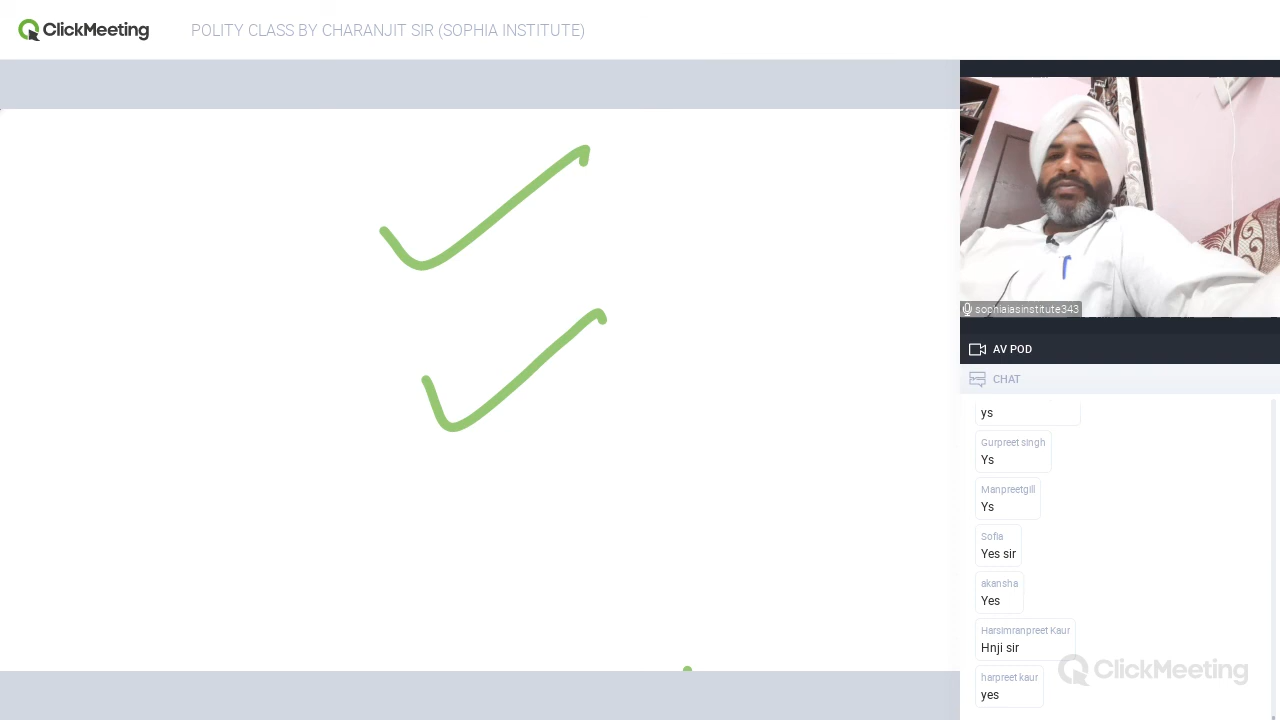 ClickMeeting
POLITY CLASS BY CHARANJIT SIR (SOPHIA INSTITUTE)
sophiaiasinstitute343
AV POD
CHAT
ys
Gurpreet singh
Ys
Manpreetgill
Ys
Sofia
Yes sir
akansha
Yes
Harsimranpreet Kaur
Hnji sir
ClickMeeting
harpreet kaur
yes